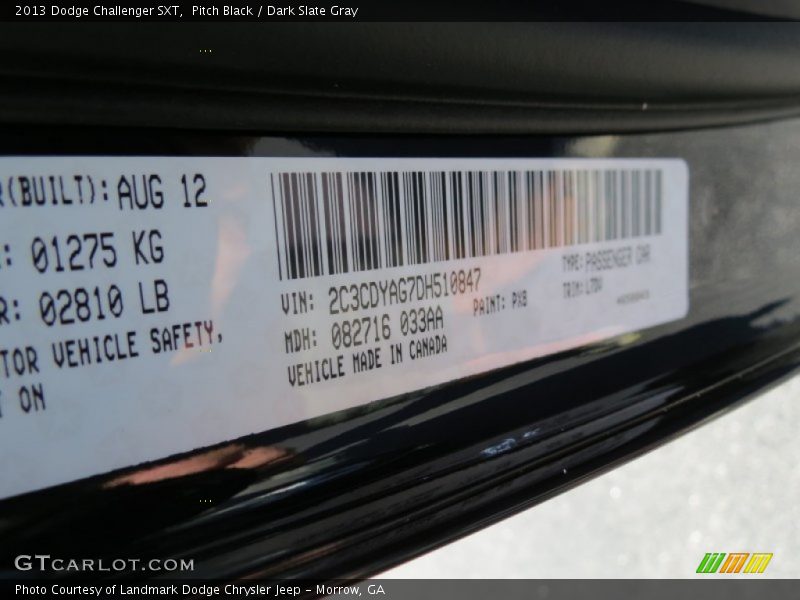 2013 Dodge Challenger SXT,  Pitch Black / Dark Slate Gray
R(BUILT): AUG 12
: 01275 KG
R: 02810 LB
TOR VEHICLE SAFETY,
T ON
VIN: 2C3CDYAG7DH510847
MDH: 082716 033AA
VEHICLE MADE IN CANADA
PAINT: PXB
TYPE: PASSENGER CAR
TRIM:
GTCARLOT.COM
Photo Courtesy of Landmark Dodge Chrysler Jeep - Morrow, GA